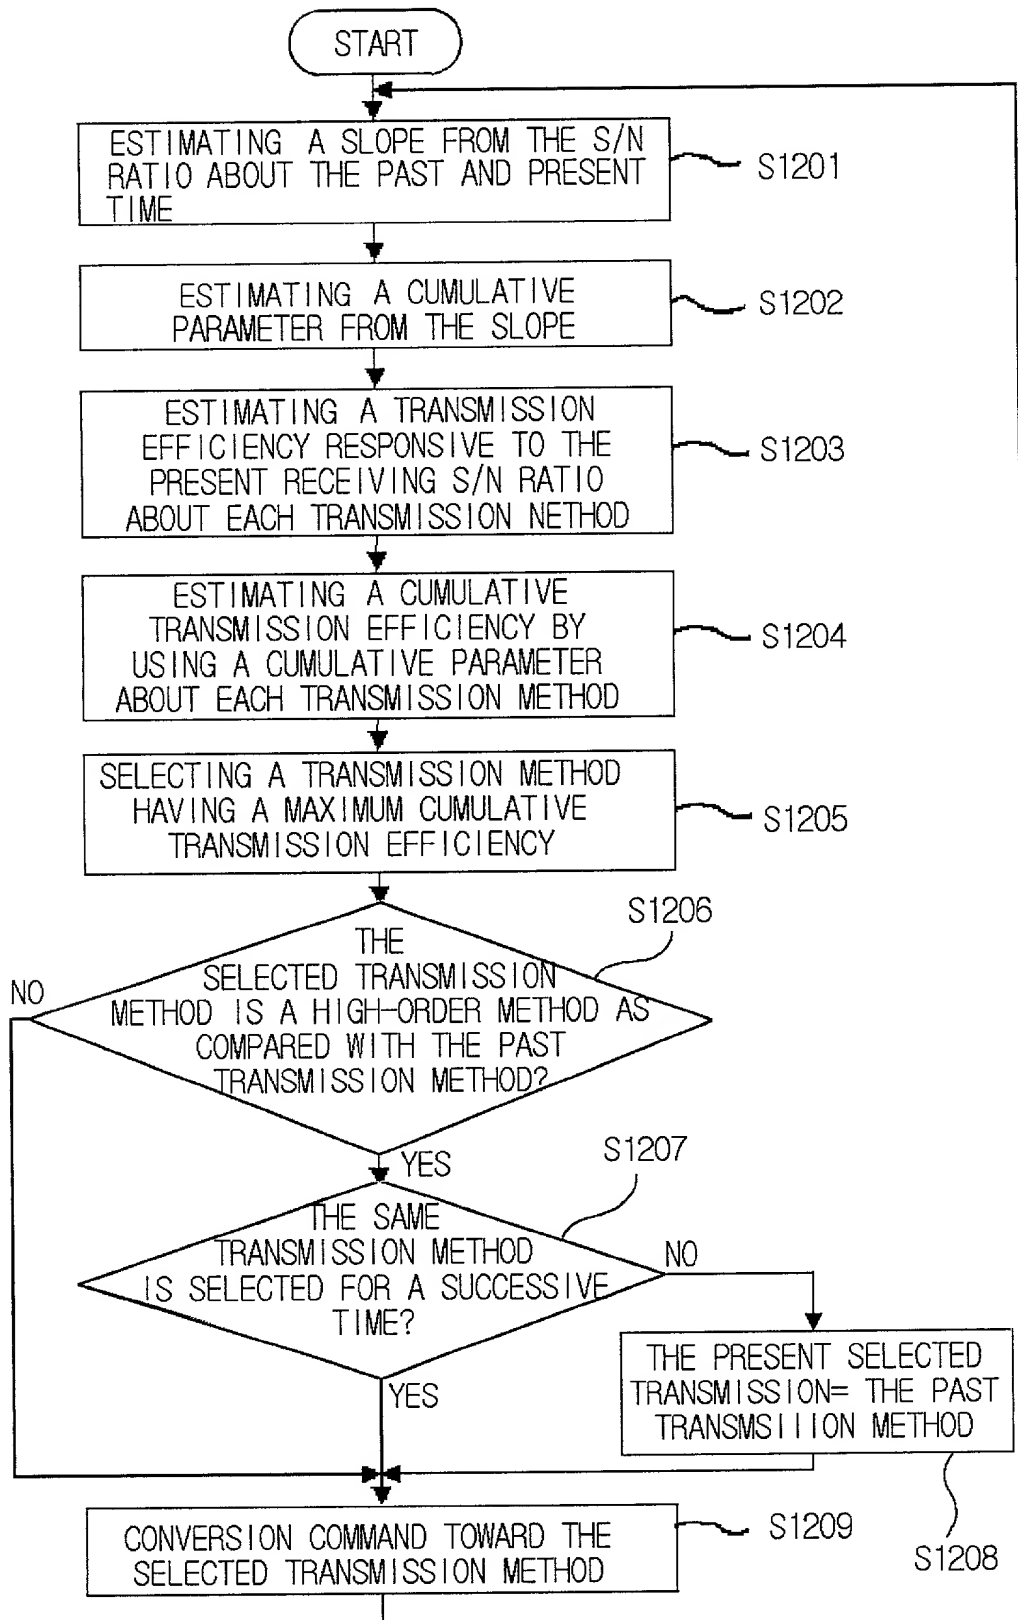 START
ESTIMATING A SLOPE FROM THE S/N
RATIO ABOUT THE PAST AND PRESENT
TIME
S1201
ESTIMATING A CUMULATIVE
PARAMETER FROM THE SLOPE
S1202
ESTIMATING A TRANSMISSION
EFFICIENCY RESPONSIVE TO THE
PRESENT RECEIVING S/N RATIO
ABOUT EACH TRANSMISSION NETHOD
S1203
ESTIMATING A CUMULATIVE
TRANSMISSION EFFICIENCY BY
USING A CUMULATIVE PARAMETER
ABOUT EACH TRANSMISSION METHOD
S1204
SELECTING A TRANSMISSION METHOD
HAVING A MAXIMUM CUMULATIVE
TRANSMISSION EFFICIENCY
S1205
S1206
THE
SELECTED TRANSMISSION
METHOD IS A HIGH-ORDER METHOD AS
COMPARED WITH THE PAST
TRANSMISSION METHOD?
NO
YES
S1207
THE SAME
TRANSMISSION METHOD
IS SELECTED FOR A SUCCESSIVE
TIME?
NO
YES
THE PRESENT SELECTED
TRANSMISSION= THE PAST
TRANSMSIIION METHOD
S1208
CONVERSION COMMAND TOWARD THE
SELECTED TRANSMISSION METHOD
S1209